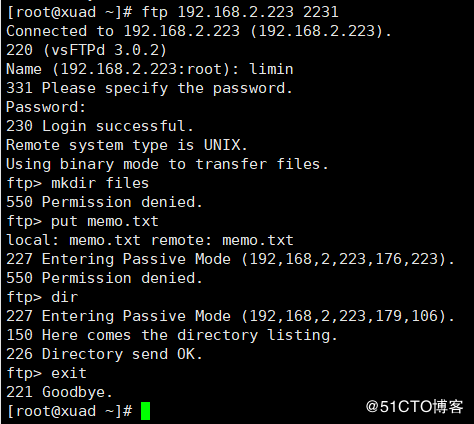 [root@xuad ~]# ftp 192.168.2.223 2231
Connected to 192.168.2.223 (192.168.2.223).
220 (vsFTPd 3.0.2)
Name (192.168.2.223:root): limin
331 Please specify the password.
Password:
230 Login successful.
Remote system type is UNIX.
Using binary mode to transfer files.
ftp> mkdir files
550 Permission denied.
ftp> put memo.txt
local: memo.txt remote: memo.txt
227 Entering Passive Mode (192,168,2,223,176,223).
550 Permission denied.
ftp> dir
227 Entering Passive Mode (192,168,2,223,179,106).
150 Here comes the directory listing.
226 Directory send OK.
ftp> exit
221 Goodbye.
[root@xuad ~]#
@51CTO博客